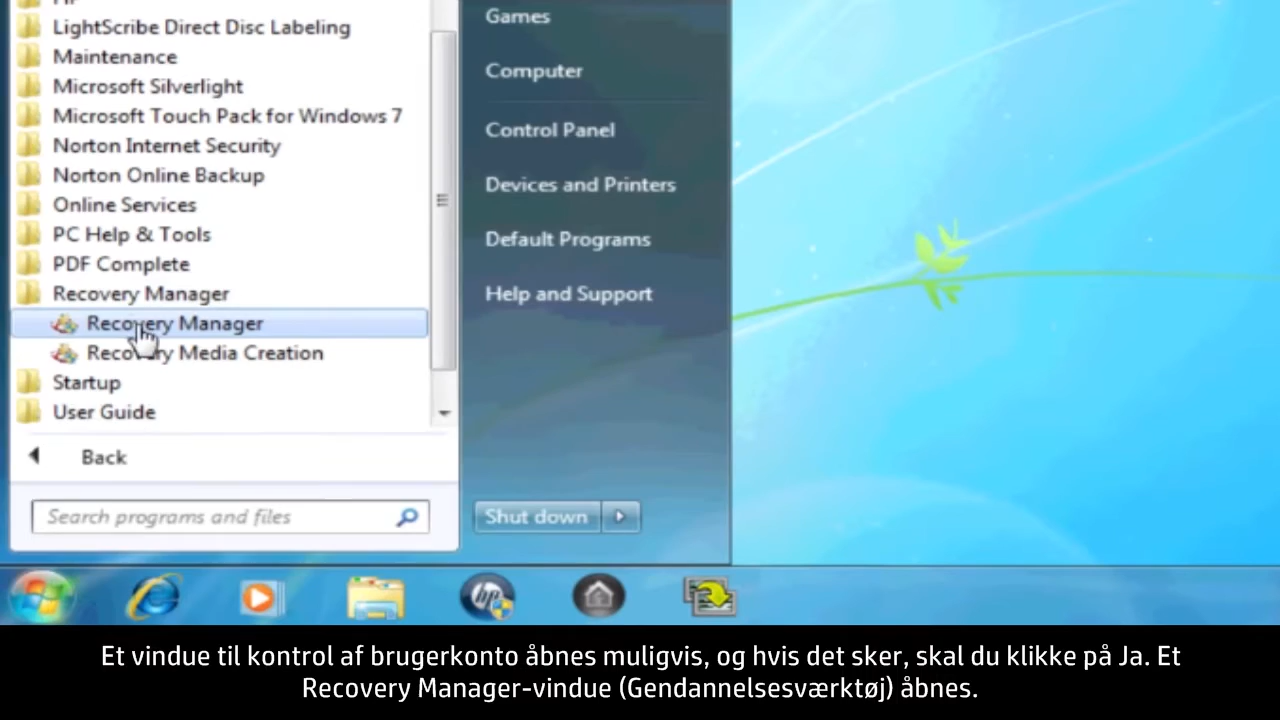 LightScribe Direct Disc Labeling
Maintenance
Microsoft Silverlight
Microsoft Touch Pack for Windows 7
Norton Internet Security
Norton Online Backup
Online Services
PC Help & Tools
PDF Complete
Recovery Manager
Recovery Manager
Recovery Media Creation
Startup
User Guide
Back
Search programs and files
Games
Computer
Control Panel
Devices and Printers
Default Programs
Help and Support
Shut down
hp
Et vindue til kontrol af brugerkonto åbnes muligvis, og hvis det sker, skal du klikke på Ja. Et
Recovery Manager-vindue (Gendannelsesværktøj) åbnes.